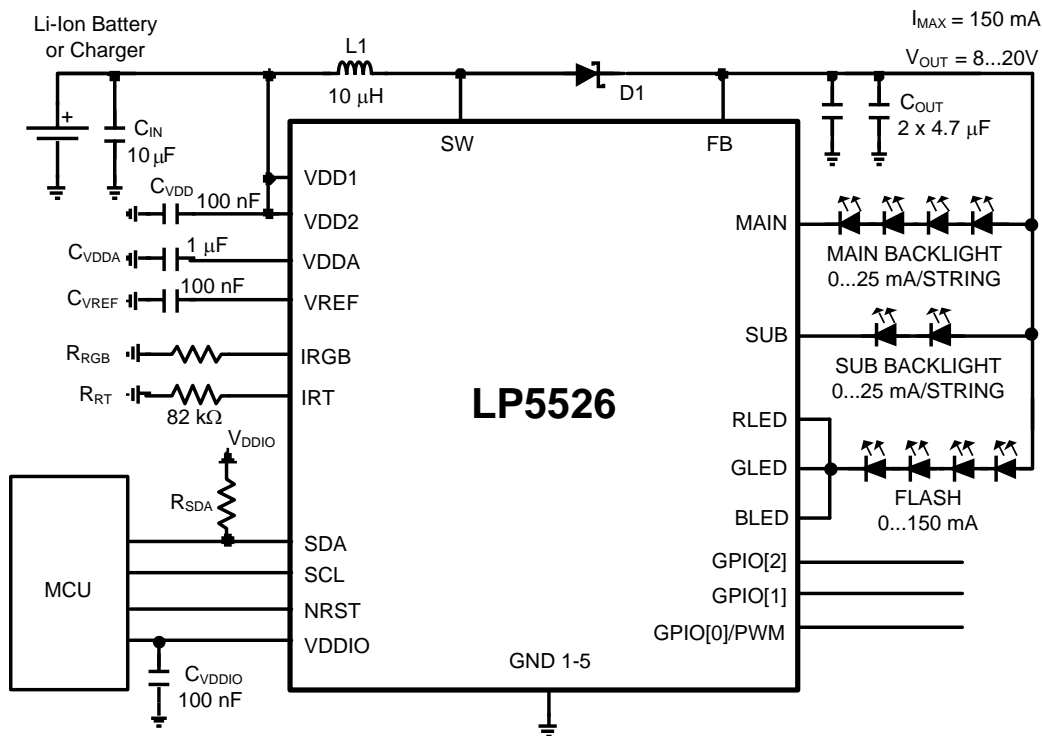 Li-Ion Battery
or Charger
I_MAX = 150 mA
V_OUT = 8...20V
L1
10 μH
D1
+
C_IN
10 μF
C_OUT
2 x 4.7 μF
SW
FB
C_VDD
100 nF
VDD1
VDD2
C_VDDA
1 μF
VDDA
C_VREF
100 nF
VREF
R_RGB
IRGB
R_RT
82 kΩ
IRT
V_DDIO
R_SDA
MCU
SDA
SCL
NRST
VDDIO
C_VDDIO
100 nF
LP5526
GND 1-5
MAIN
MAIN BACKLIGHT
0...25 mA/STRING
SUB
SUB BACKLIGHT
0...25 mA/STRING
RLED
GLED
BLED
FLASH
0...150 mA
GPIO[2]
GPIO[1]
GPIO[0]/PWM